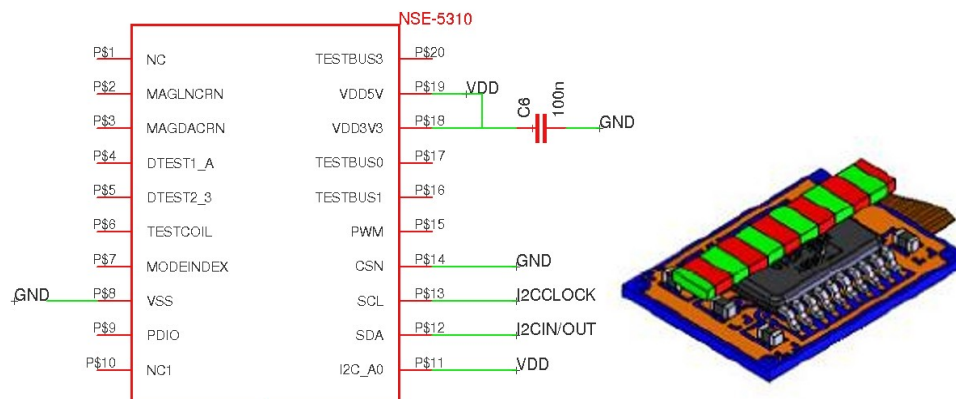 NSE-5310
P$1 NC TESTBUS3 P$20
P$2 MAGLNCRN VDD5V P$19 VDD
P$3 MAGDACRN VDD3V3 P$18 C6 100n GND
P$4 DTEST1_A TESTBUS0 P$17
P$5 DTEST2_3 TESTBUS1 P$16
P$6 TESTCOIL PWM P$15
P$7 MODEINDEX CSN P$14 GND
GND P$8 VSS SCL P$13 I2CCLOCK
P$9 PDIO SDA P$12 I2CIN/OUT
P$10 NC1 I2C_A0 P$11 VDD